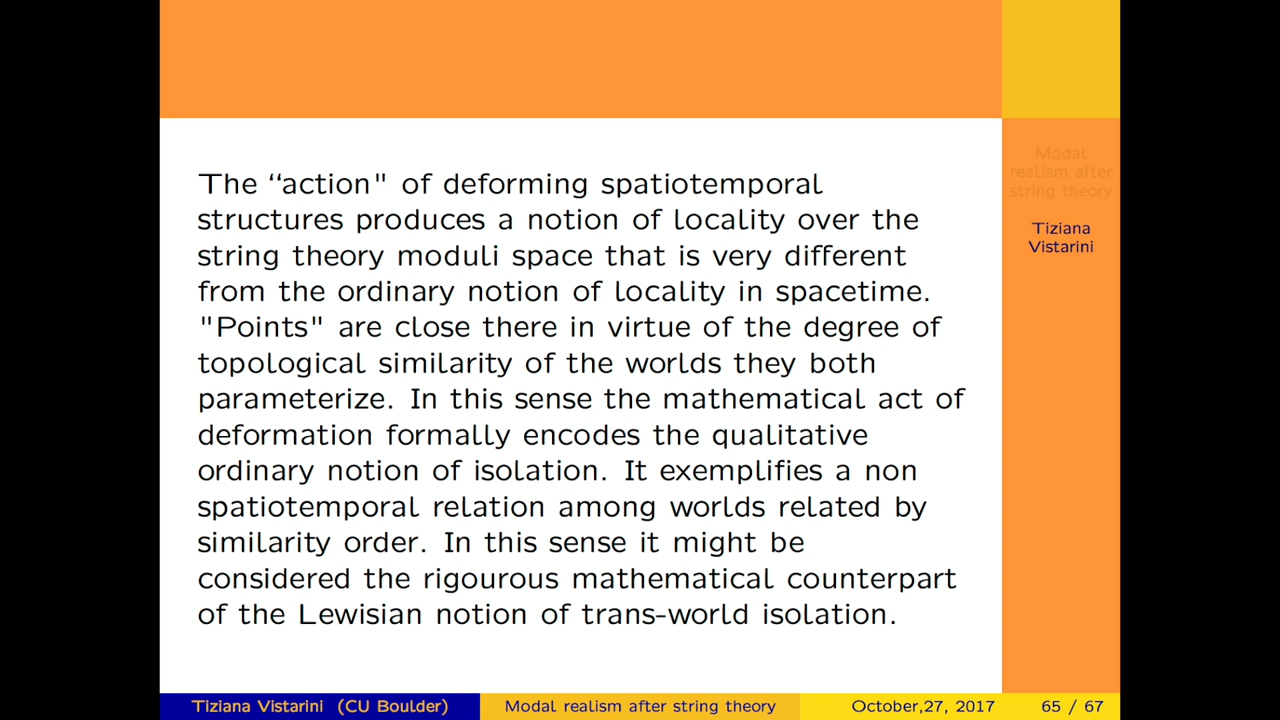 The “action" of deforming spatiotemporal
structures produces a notion of locality over the
string theory moduli space that is very different
from the ordinary notion of locality in spacetime.
"Points" are close there in virtue of the degree of
topological similarity of the worlds they both
parameterize. In this sense the mathematical act of
deformation formally encodes the qualitative
ordinary notion of isolation. It exemplifies a non
spatiotemporal relation among worlds related by
similarity order. In this sense it might be
considered the rigourous mathematical counterpart
of the Lewisian notion of trans-world isolation.
Modal
realism after
string theory
Tiziana
Vistarini
Tiziana Vistarini (CU Boulder)
Modal realism after string theory
October,27, 2017
65 / 67